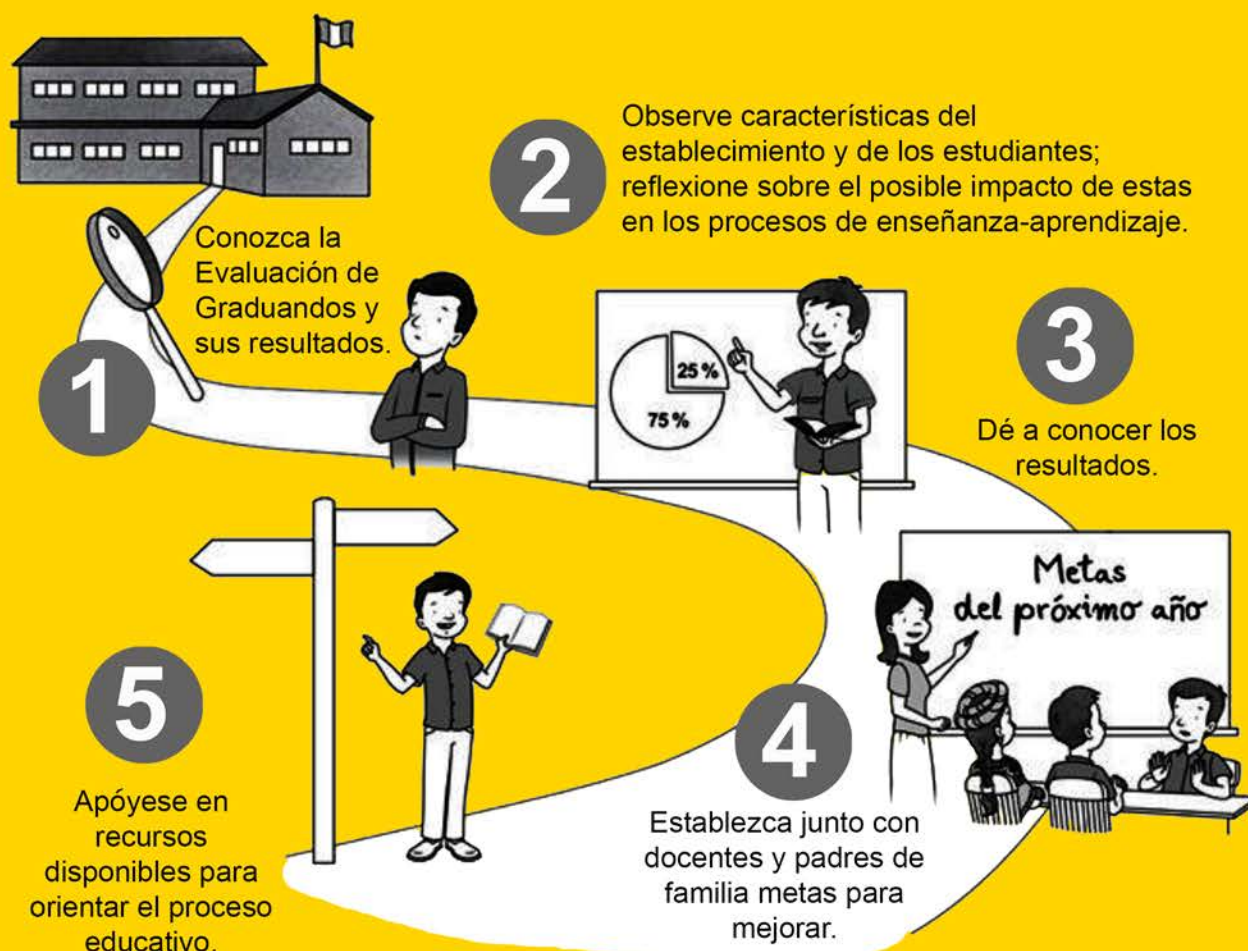 1
Conozca la
Evaluación de
Graduandos y
sus resultados.
2
Observe características del
establecimiento y de los estudiantes;
reflexione sobre el posible impacto de estas
en los procesos de enseñanza-aprendizaje.
25 %
75 %
3
Dé a conocer los
resultados.
Metas
del próximo año
4
Establezca junto con
docentes y padres de
familia metas para
mejorar.
5
Apóyese en
recursos
disponibles para
orientar el proceso
educativo.